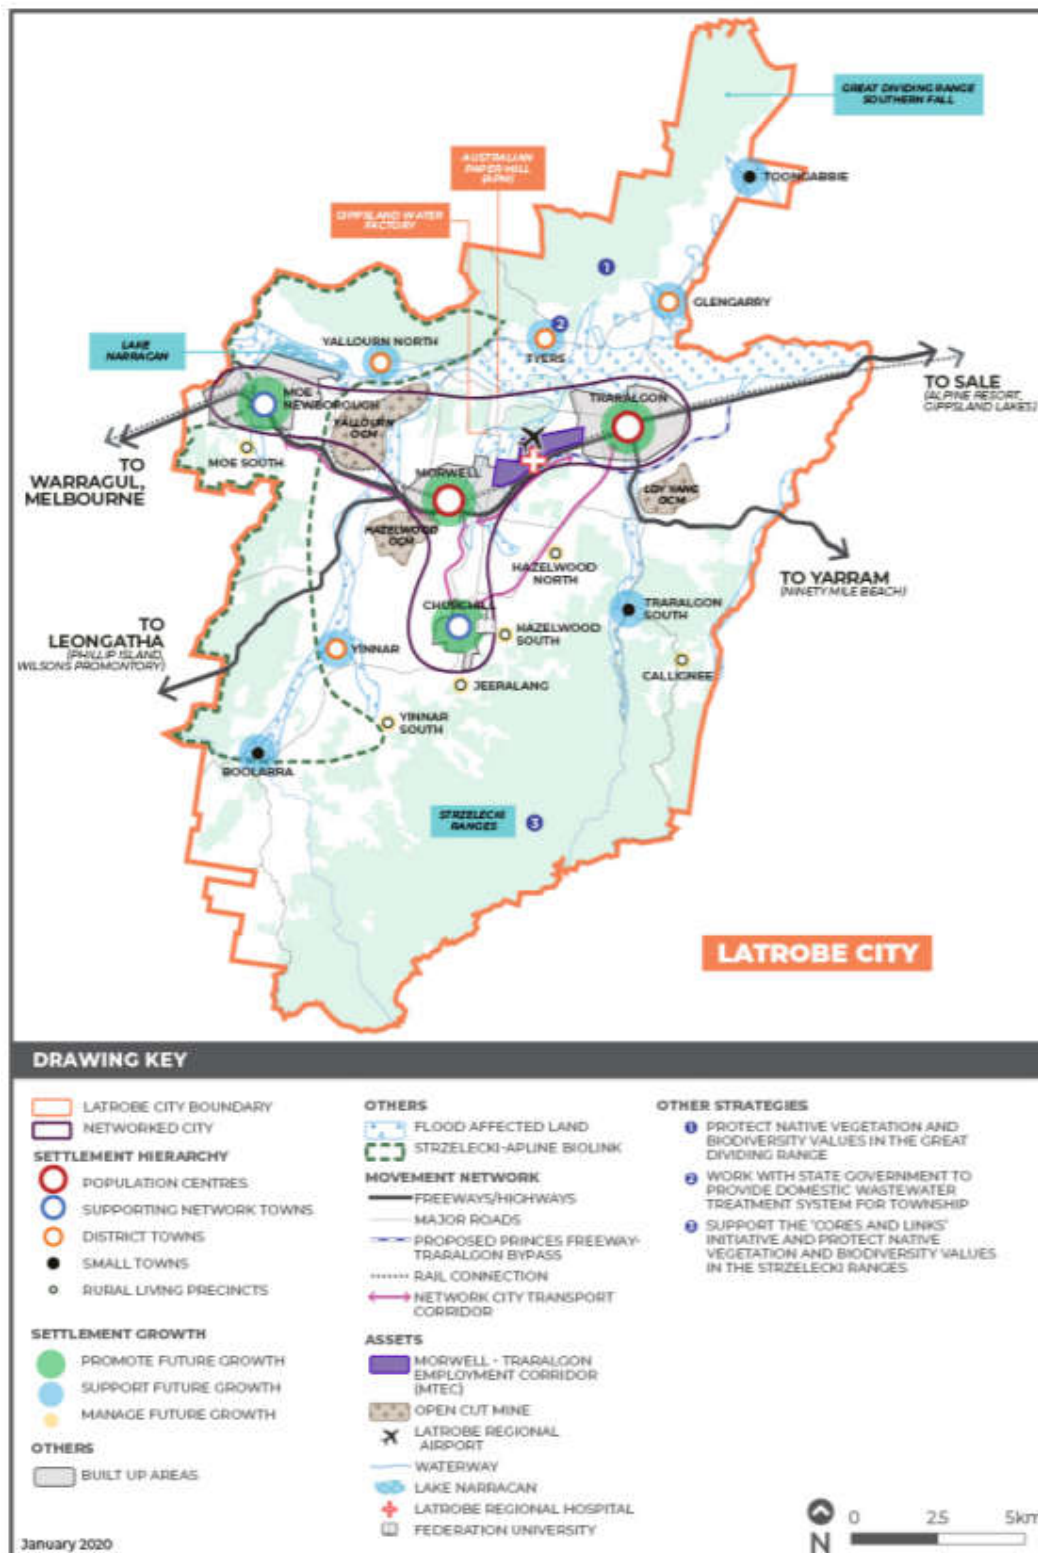 GREAT DIVIDING RANGE
SOUTHERN FALL
TOONGABBIE
AUSTRALIAN
PAPER MILL
(APM)
GIPPSLAND WATER
FACTORY
GLENGARRY
LAKE
NARRACAN
YALLOURN NORTH
TYERS
TO SALE
(ALPINE RESORT,
GIPPSLAND LAKES)
MOE
NEWBOROUGH
TRARALGON
YALLOURN
OCM
MOE SOUTH
TO
WARRAGUL,
MELBOURNE
MORWELL
LOY YANG
OCM
HAZELWOOD
OCM
HAZELWOOD
NORTH
TO YARRAM
(NINETY MILE BEACH)
CHURCHILL
TRARALGON
SOUTH
HAZELWOOD
SOUTH
TO
LEONGATHA
(PHILLIP ISLAND,
WILSONS PROMONTORY)
YINNAR
CALLIGNEE
JEERALANG
YINNAR
SOUTH
BOOLARRA
STRZELECKI
RANGES
1
2
3
LATROBE CITY
DRAWING KEY
LATROBE CITY BOUNDARY
NETWORKED CITY
SETTLEMENT HIERARCHY
POPULATION CENTRES
SUPPORTING NETWORK TOWNS
DISTRICT TOWNS
SMALL TOWNS
RURAL LIVING PRECINCTS
SETTLEMENT GROWTH
PROMOTE FUTURE GROWTH
SUPPORT FUTURE GROWTH
MANAGE FUTURE GROWTH
OTHERS
BUILT UP AREAS
OTHERS
FLOOD AFFECTED LAND
STRZELECKI-APLINE BIOLINK
MOVEMENT NETWORK
FREEWAYS/HIGHWAYS
MAJOR ROADS
PROPOSED PRINCES FREEWAY-
TRARALGON BYPASS
RAIL CONNECTION
NETWORK CITY TRANSPORT
CORRIDOR
ASSETS
MORWELL - TRARALGON
EMPLOYMENT CORRIDOR
(MTEC)
OPEN CUT MINE
LATROBE REGIONAL
AIRPORT
WATERWAY
LAKE NARRACAN
LATROBE REGIONAL HOSPITAL
FEDERATION UNIVERSITY
OTHER STRATEGIES
1 PROTECT NATIVE VEGETATION AND
BIODIVERSITY VALUES IN THE GREAT
DIVIDING RANGE
2 WORK WITH STATE GOVERNMENT TO
PROVIDE DOMESTIC WASTEWATER
TREATMENT SYSTEM FOR TOWNSHIP
3 SUPPORT THE 'CORES AND LINKS'
INITIATIVE AND PROTECT NATIVE
VEGETATION AND BIODIVERSITY VALUES
IN THE STRZELECKI RANGES
January 2020
N
0 2.5 5km